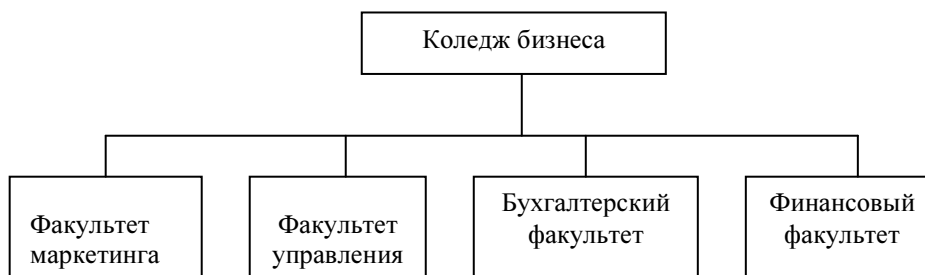 Коледж бизнеса
Факультет
маркетинга
Факультет
управления
Бухгалтерский
факультет
Финансовый
факультет